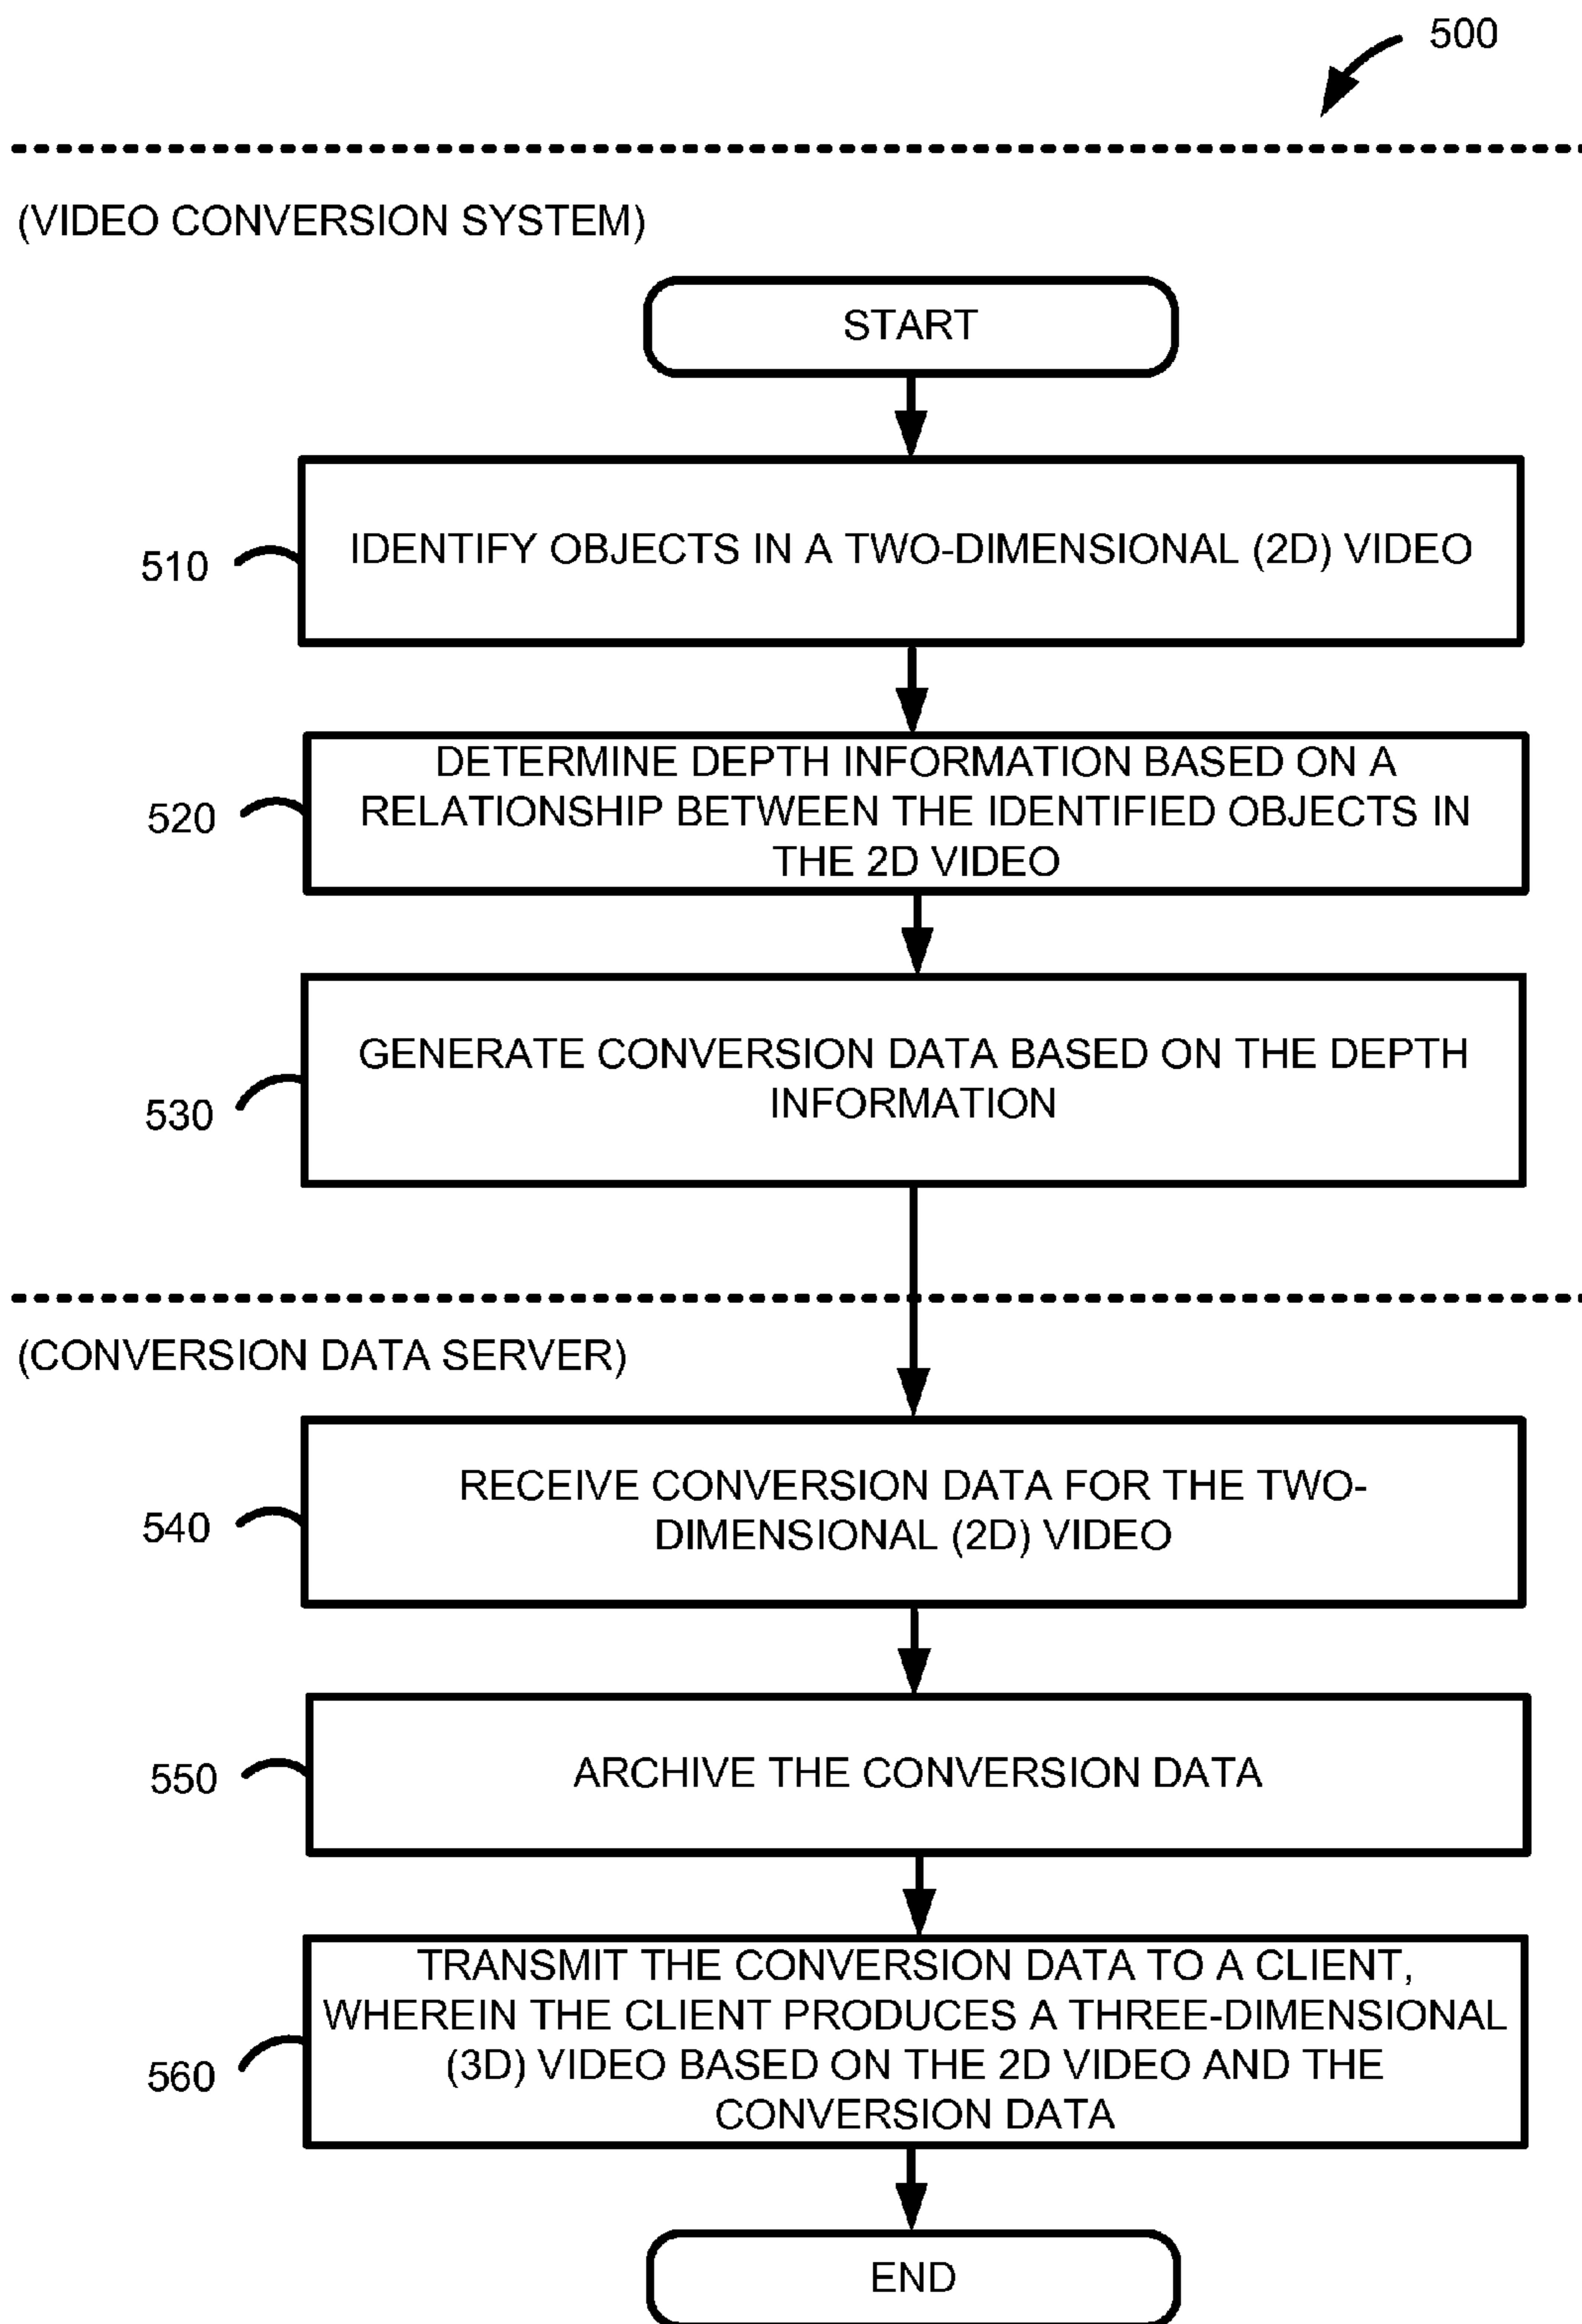 500
(VIDEO CONVERSION SYSTEM)
START
510
IDENTIFY OBJECTS IN A TWO-DIMENSIONAL (2D) VIDEO
520
DETERMINE DEPTH INFORMATION BASED ON A
RELATIONSHIP BETWEEN THE IDENTIFIED OBJECTS IN
THE 2D VIDEO
530
GENERATE CONVERSION DATA BASED ON THE DEPTH
INFORMATION
(CONVERSION DATA SERVER)
540
RECEIVE CONVERSION DATA FOR THE TWO-
DIMENSIONAL (2D) VIDEO
550
ARCHIVE THE CONVERSION DATA
560
TRANSMIT THE CONVERSION DATA TO A CLIENT,
WHEREIN THE CLIENT PRODUCES A THREE-DIMENSIONAL
(3D) VIDEO BASED ON THE 2D VIDEO AND THE
CONVERSION DATA
END